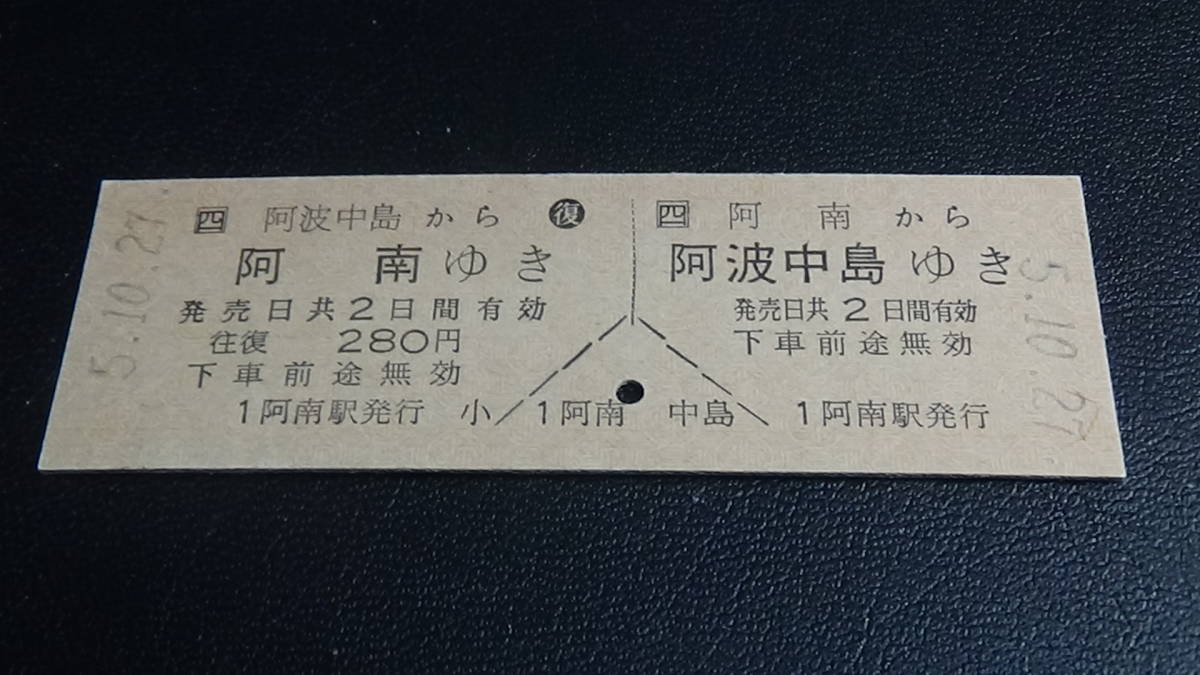 5.10.27
四 阿波中島から 復
阿南ゆき
発売日共2日間有効
往復 280円
下車前途無効
1阿南駅発行
小
1阿南
中島
四 阿南から
阿波中島ゆき
発売日共2日間有効
下車前途無効
1阿南駅発行
5.10.27